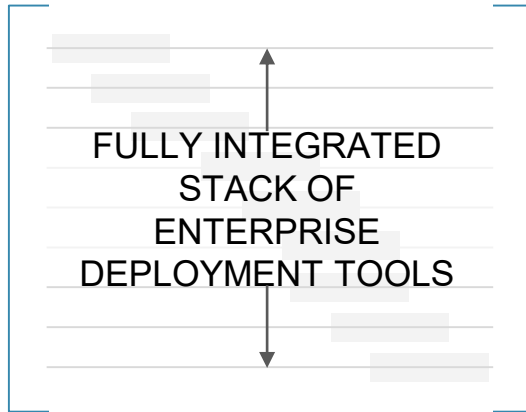 FULLY INTEGRATED
STACK OF
ENTERPRISE
DEPLOYMENT TOOLS